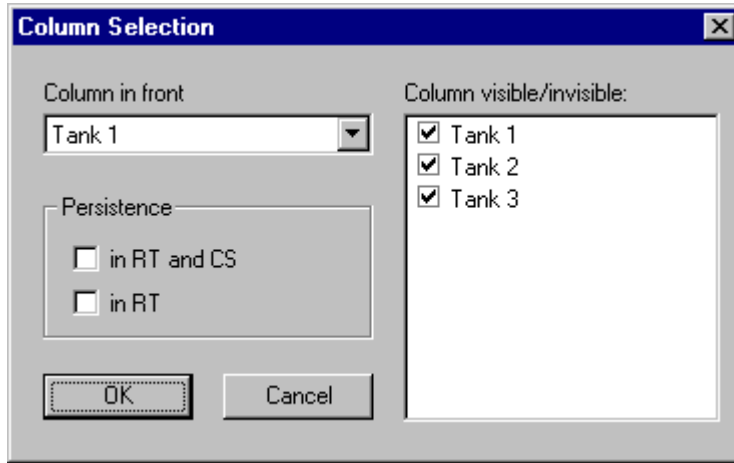 Column Selection
Column in front
Tank 1
Persistence
in RT and CS
in RT
OK
Cancel
Column visible/invisible:
Tank 1
Tank 2
Tank 3